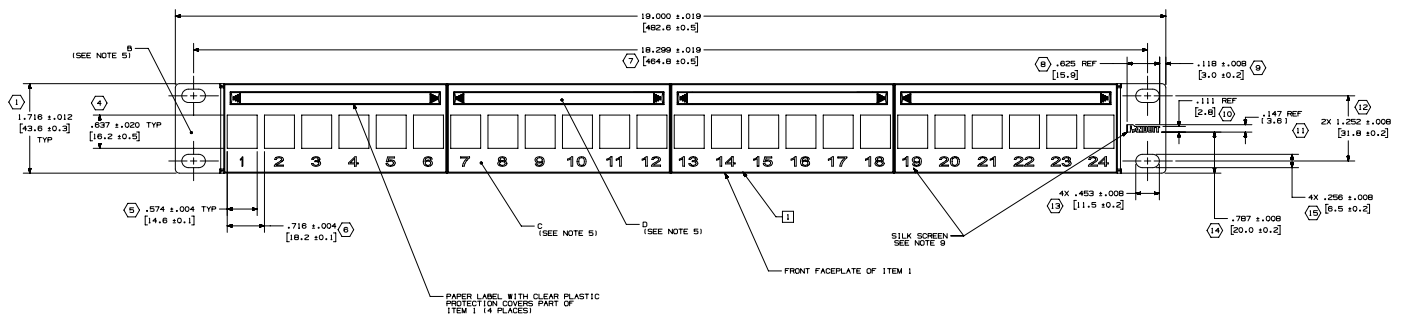 19.000 ±.019
[482.6 ±0.5]
B
(SEE NOTE 5)
18.299 ±.019
7 [464.8 ±0.5]
8 .625 REF
[15.9]
.118 ±.008 9
[3.0 ±0.2]
1
1.716 ±.012
[43.6 ±0.3]
TYP
4
.637 ±.020 TYP
[16.2 ±0.5]
.111 REF
[2.8] 10
.147 REF
[3.6] 11
12
2X 1.252 ±.008
[31.8 ±0.2]
PANDUIT
1 2 3 4 5 6 7 8 9 10 11 12 13 14 15 16 17 18 19 20 21 22 23 24
5 .574 ±.004 TYP
[14.6 ±0.1]
.716 ±.004 6
[18.2 ±0.1]
C
(SEE NOTE 5)
D
(SEE NOTE 5)
1
SILK SCREEN
SEE NOTE 9
4X .453 ±.008
13 [11.5 ±0.2]
4X .256 ±.008
15 [6.5 ±0.2]
.787 ±.008
14 [20.0 ±0.2]
FRONT FACEPLATE OF ITEM 1
PAPER LABEL WITH CLEAR PLASTIC
PROTECTION COVERS PART OF
ITEM 1 (4 PLACES)